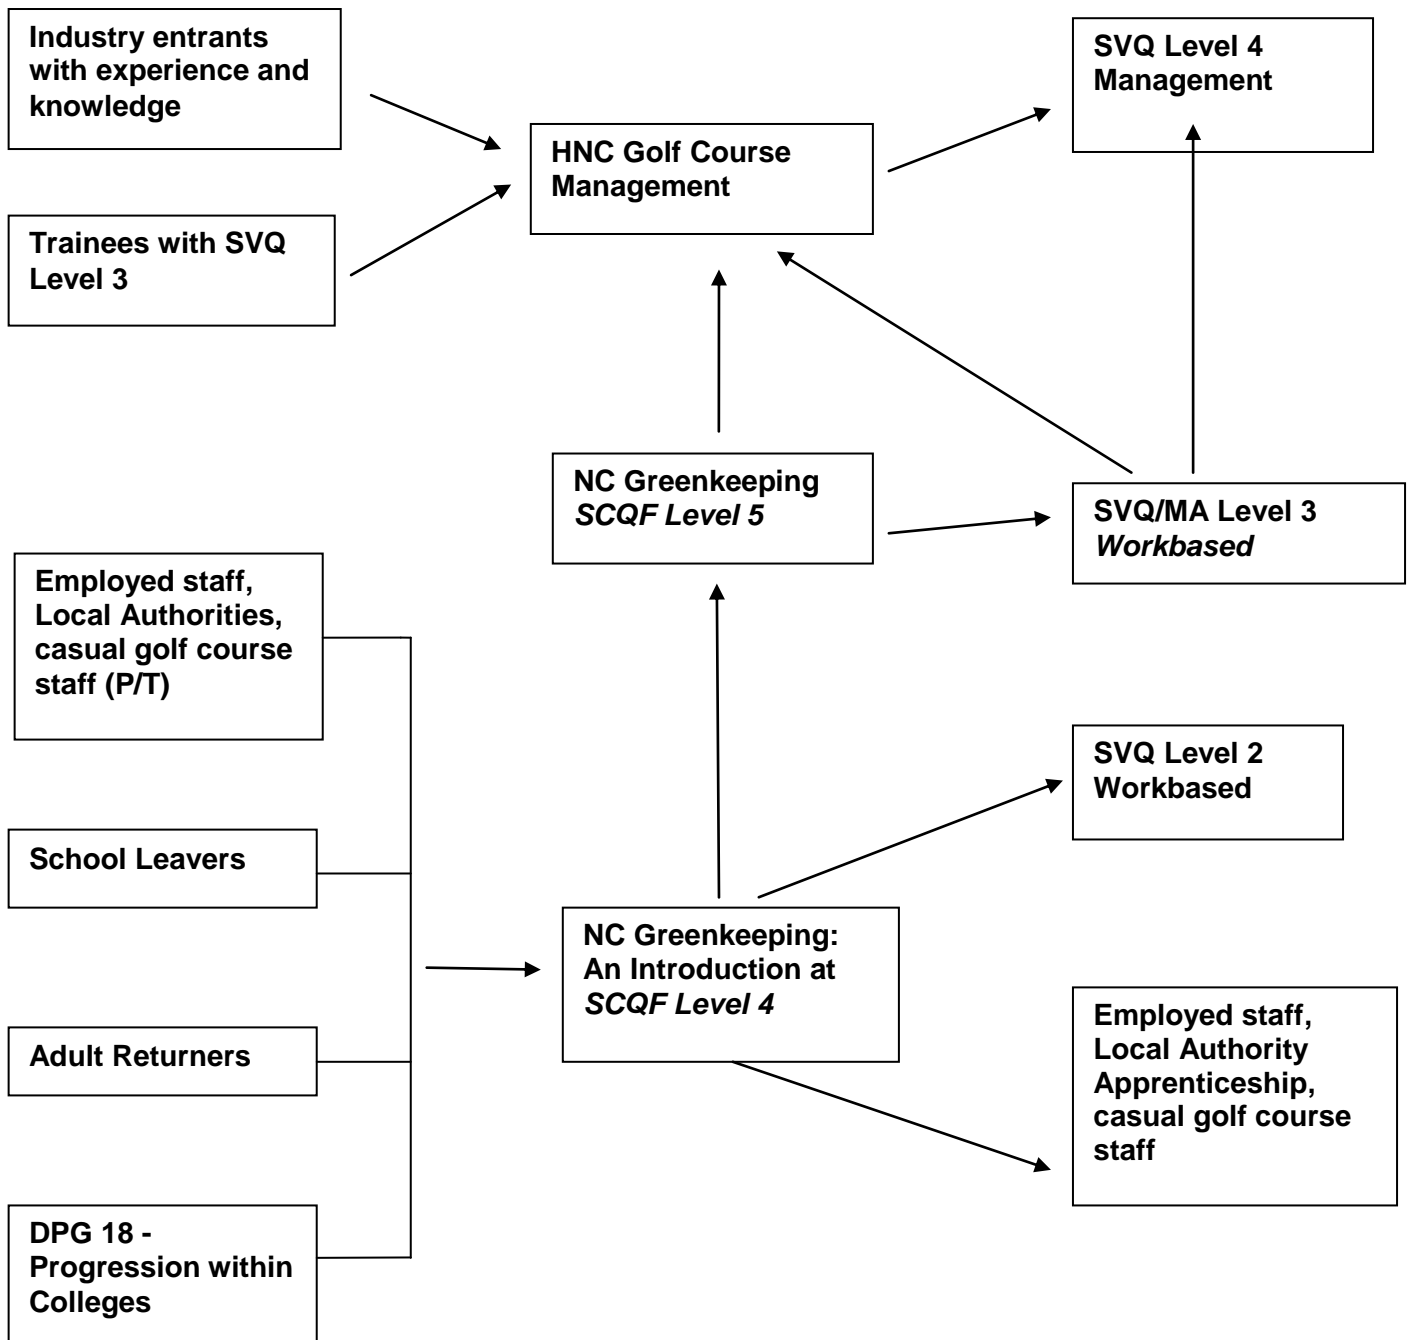 Industry entrants
with experience and
knowledge
SVQ Level 4
Management
HNC Golf Course
Management
Trainees with SVQ
Level 3
NC Greenkeeping
SCQF Level 5
SVQ/MA Level 3
Workbased
Employed staff,
Local Authorities,
casual golf course
staff (P/T)
SVQ Level 2
Workbased
School Leavers
NC Greenkeeping:
An Introduction at
SCQF Level 4
Employed staff,
Local Authority
Apprenticeship,
casual golf course
staff
Adult Returners
DPG 18 -
Progression within
Colleges